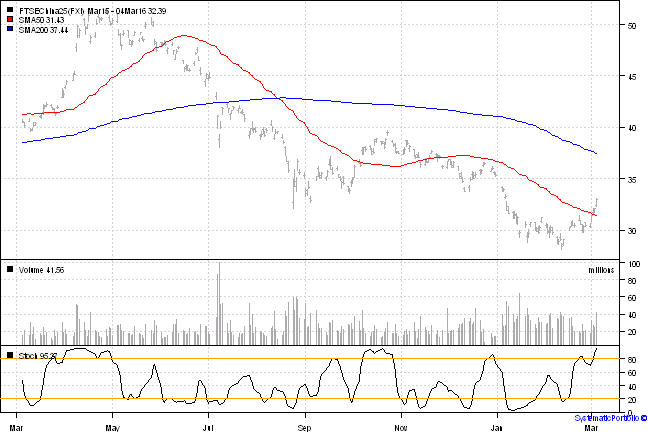 FTSEChina25(FXI) Mar15 - 04Mar16 32.39
SMA50 31.43
SMA200 37.44
50
45
40
35
30
Volume 41.56
millions
100
80
60
40
20
Stoch 95.27
80
60
40
20
0
Mar May Jul Sep Nov Jan Mar
SystematicPortfolio ©